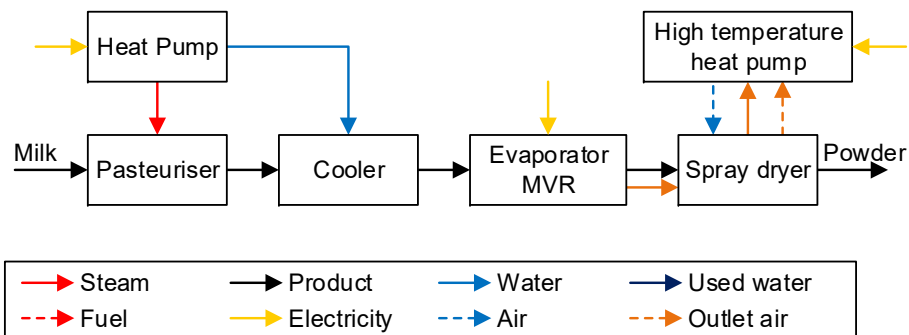 Heat Pump
High temperature
heat pump
Milk
Pasteuriser
Cooler
Evaporator
MVR
Spray dryer
Powder
Steam
Product
Water
Used water
Fuel
Electricity
Air
Outlet air